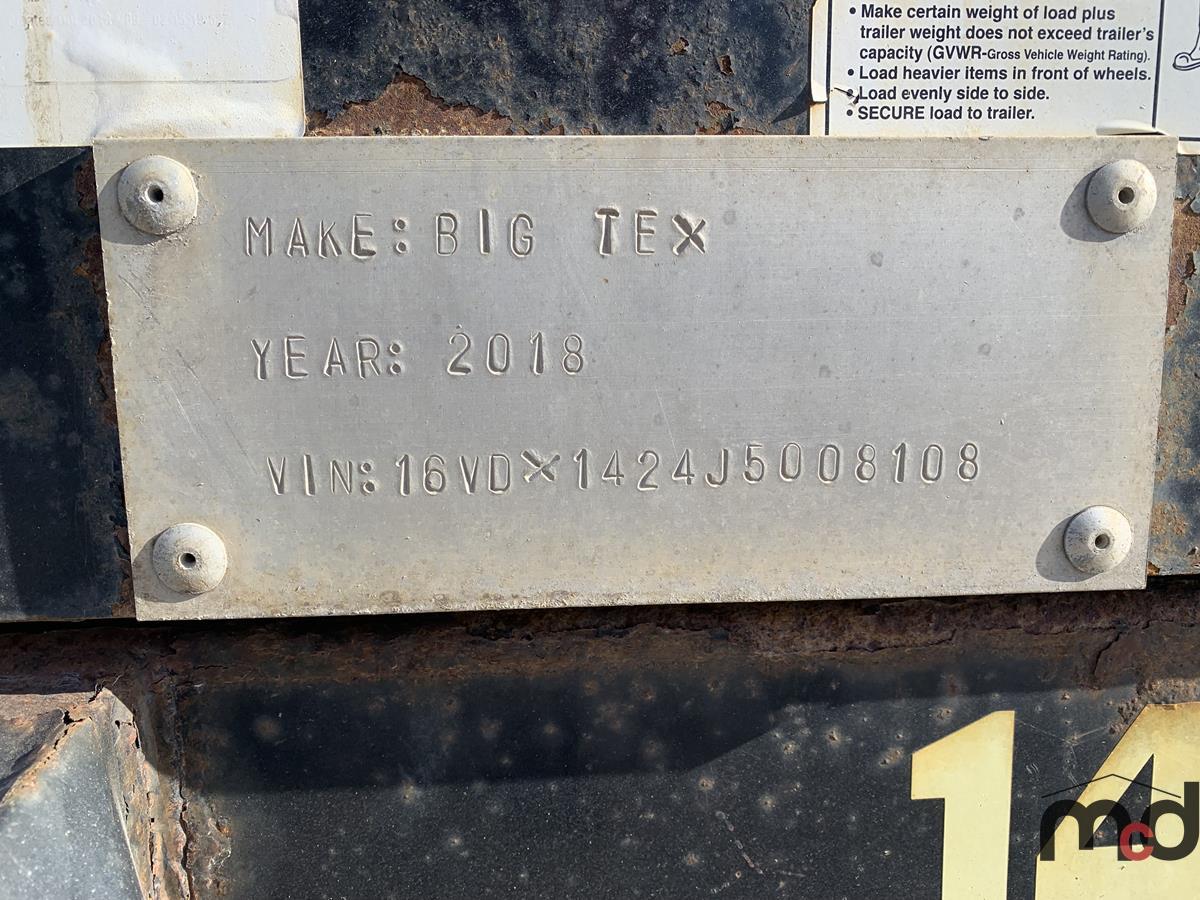 • Make certain weight of load plus
trailer weight does not exceed trailer's
capacity (GVWR-Gross Vehicle Weight Rating).
• Load heavier items in front of wheels.
• Load evenly side to side.
• SECURE load to trailer.
MAKE: BIG TEX
YEAR: 2018
VIN: 16VDX1424J5008108
14
mcd